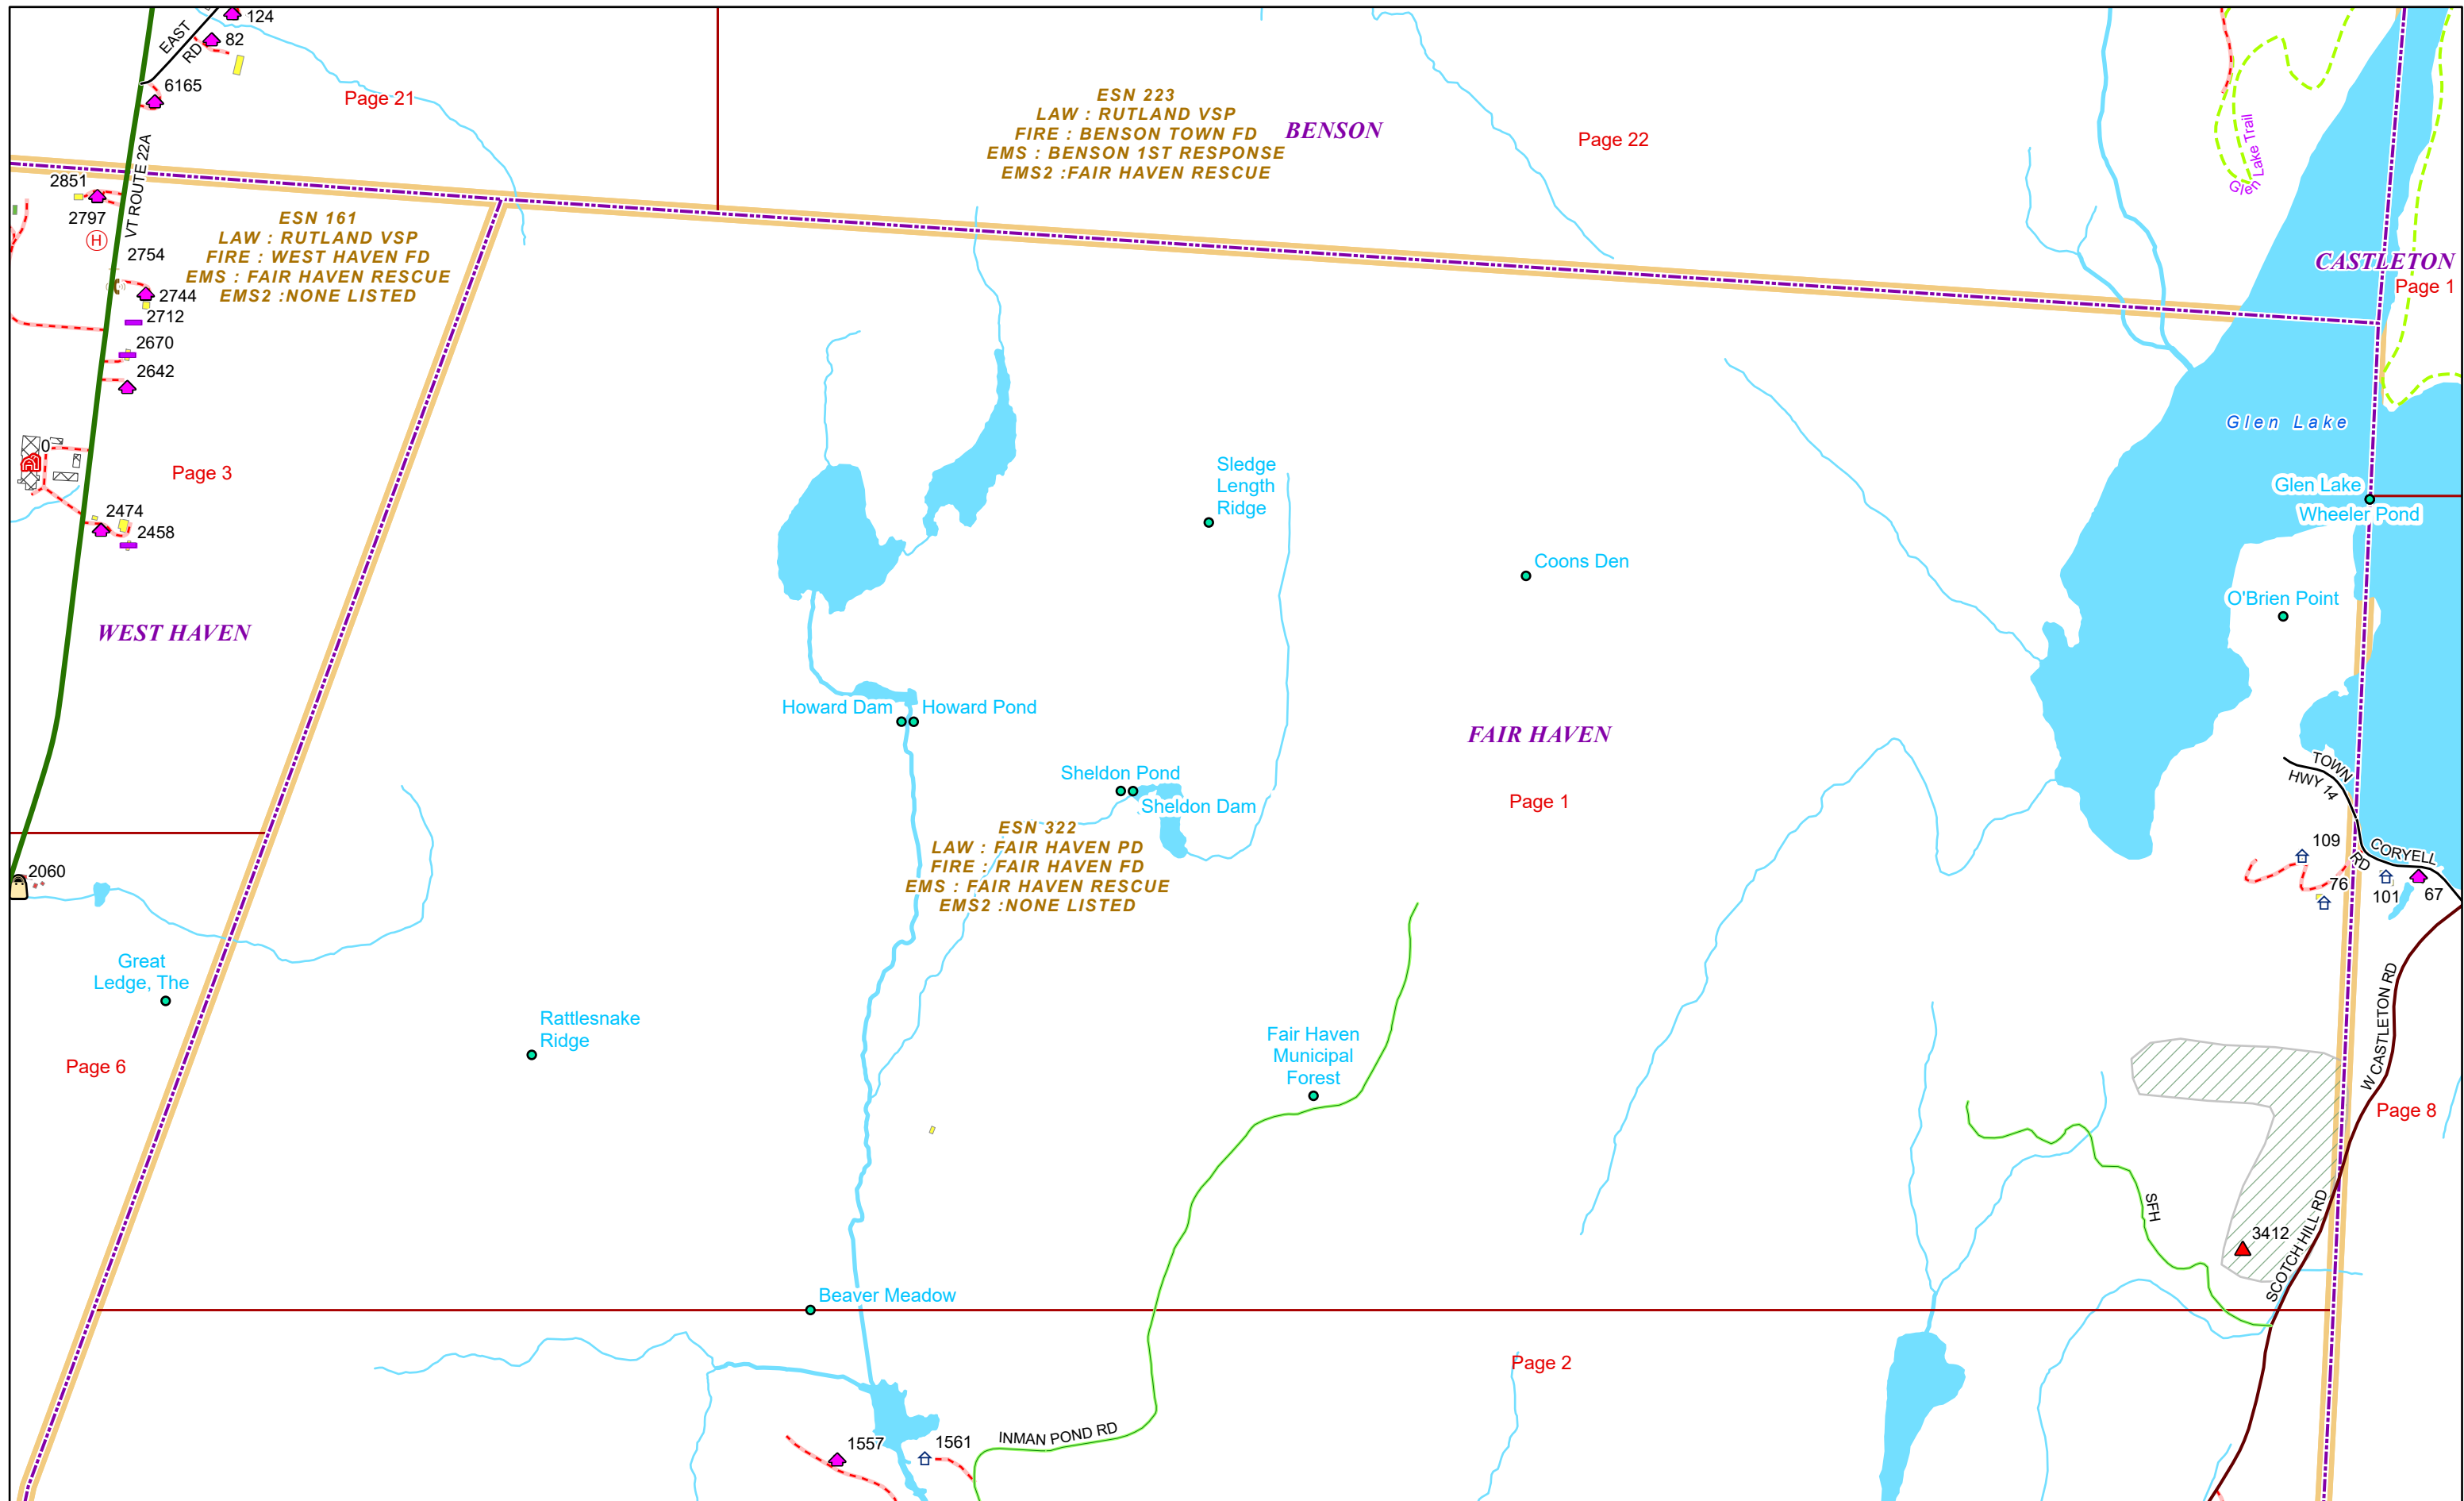 124
EAST
RD
82
6165
Page 21
ESN 223
LAW : RUTLAND VSP
FIRE : BENSON TOWN FD
EMS : BENSON 1ST RESPONSE
EMS2 :FAIR HAVEN RESCUE
BENSON
Page 22
Glen Lake Trail
VT ROUTE 22A
2851
2797
H
2754
2744
2712
2670
2642
ESN 161
LAW : RUTLAND VSP
FIRE : WEST HAVEN FD
EMS : FAIR HAVEN RESCUE
EMS2 :NONE LISTED
CASTLETON
Page 1
Glen Lake
0
Page 3
2474
2458
Sledge
Length
Ridge
Glen Lake
Wheeler Pond
Coons Den
O'Brien Point
WEST HAVEN
Howard Dam
Howard Pond
FAIR HAVEN
Sheldon Pond
Sheldon Dam
Page 1
TOWN
HWY 14
ESN 322
LAW : FAIR HAVEN PD
FIRE : FAIR HAVEN FD
EMS : FAIR HAVEN RESCUE
EMS2 :NONE LISTED
109
CORYELL
RD
76
101
67
2060
Great
Ledge, The
W CASTLETON RD
Rattlesnake
Ridge
Fair Haven
Municipal
Forest
Page 6
Page 8
SFH
3412
SCOTCH HILL RD
Beaver Meadow
Page 2
1557
1561
INMAN POND RD